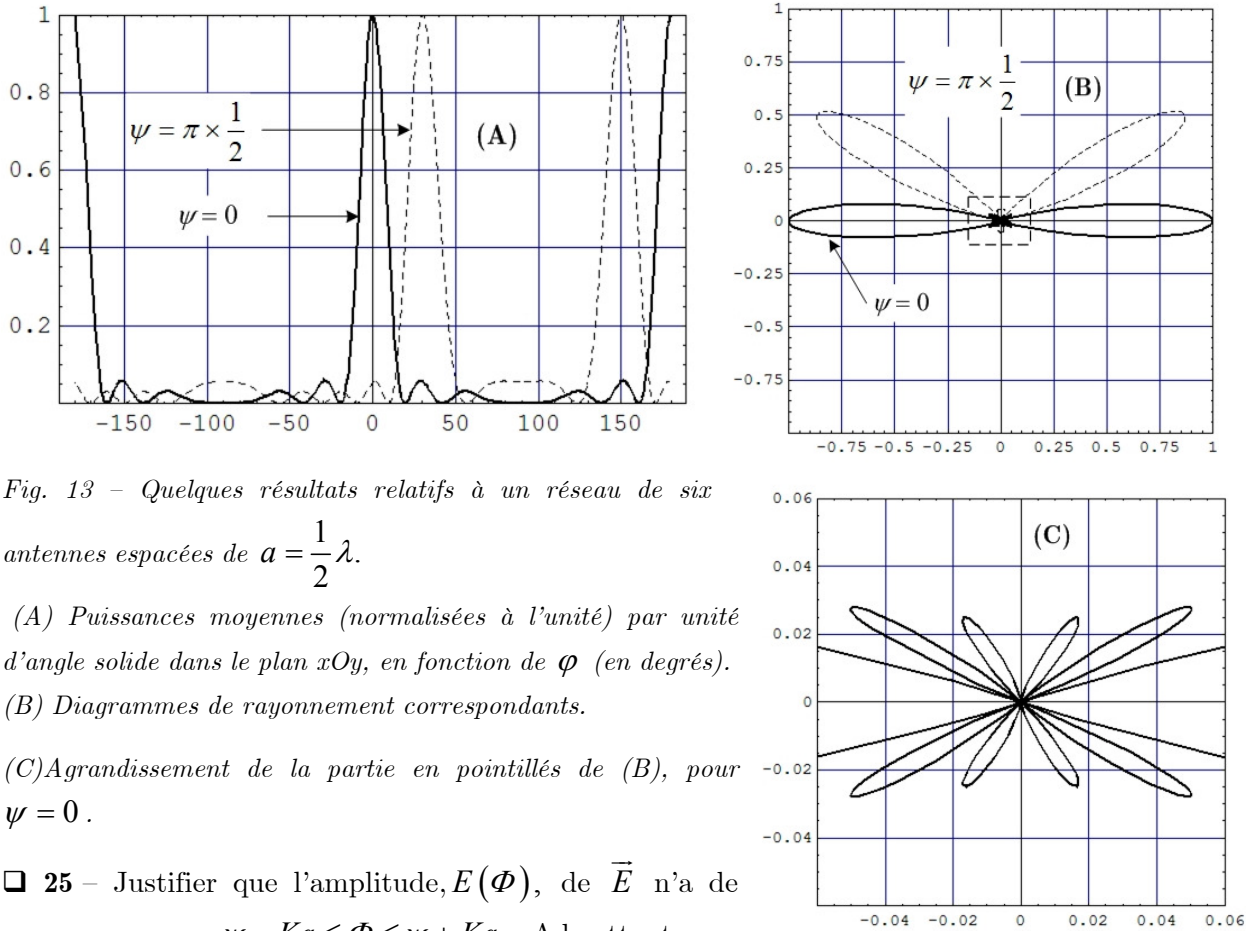 1
0.8
0.6
0.4
0.2
ψ = π × 1/2
ψ = 0
(A)
-150 -100 -50 0 50 100 150
1
0.75
0.5
0.25
0
-0.25
-0.5
-0.75
ψ = π × 1/2
(B)
ψ = 0
-0.75 -0.5 -0.25 0 0.25 0.5 0.75 1
Fig. 13 – Quelques résultats relatifs à un réseau de six
antennes espacées de a = 1/2 λ.
(A) Puissances moyennes (normalisées à l'unité) par unité
d'angle solide dans le plan xOy, en fonction de φ (en degrés).
(B) Diagrammes de rayonnement correspondants.
(C)Agrandissement de la partie en pointillés de (B), pour
ψ = 0 .
❑ 25 – Justifier que l'amplitude, E(Φ), de E⃗ n'a de
0.06
0.04
0.02
0
-0.02
-0.04
(C)
-0.04 -0.02 0 0.02 0.04 0.06